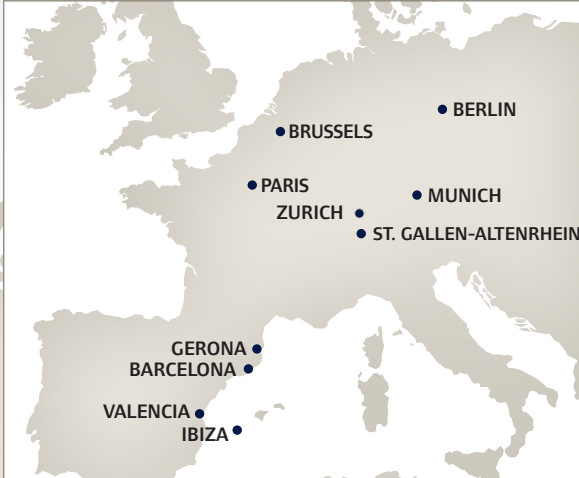 BERLIN
BRUSSELS
PARIS
MUNICH
ZURICH
ST. GALLEN-ALTENRHEIN
GERONA
BARCELONA
VALENCIA
IBIZA